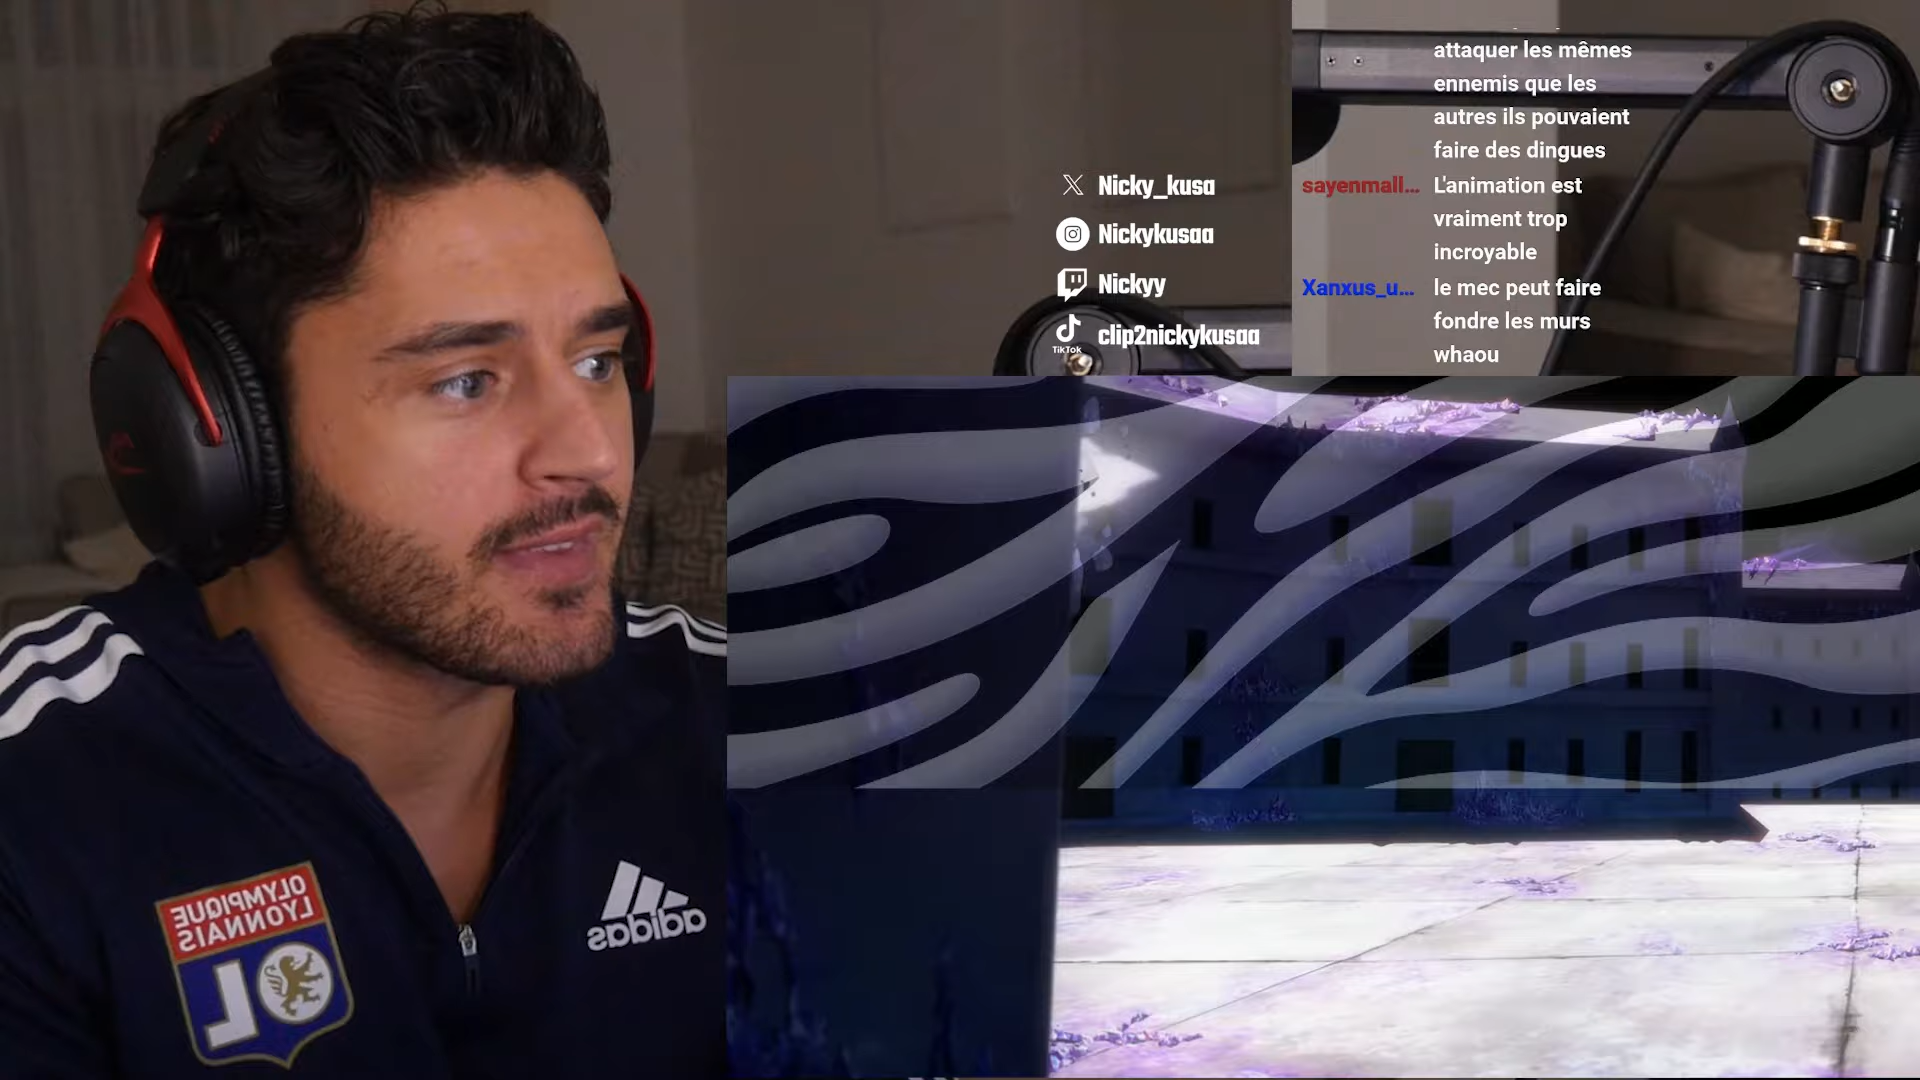 attaquer les mêmes
ennemis que les
autres ils pouvaient
faire des dingues
sayenmall... L'animation est
vraiment trop
incroyable
Xanxus_u... le mec peut faire
fondre les murs
whaou
Nicky_kusa
Nickykusaa
Nickyy
TikTok
clip2nickykusaa
OLYMPIQUE
LYONNAIS
OL
adidas